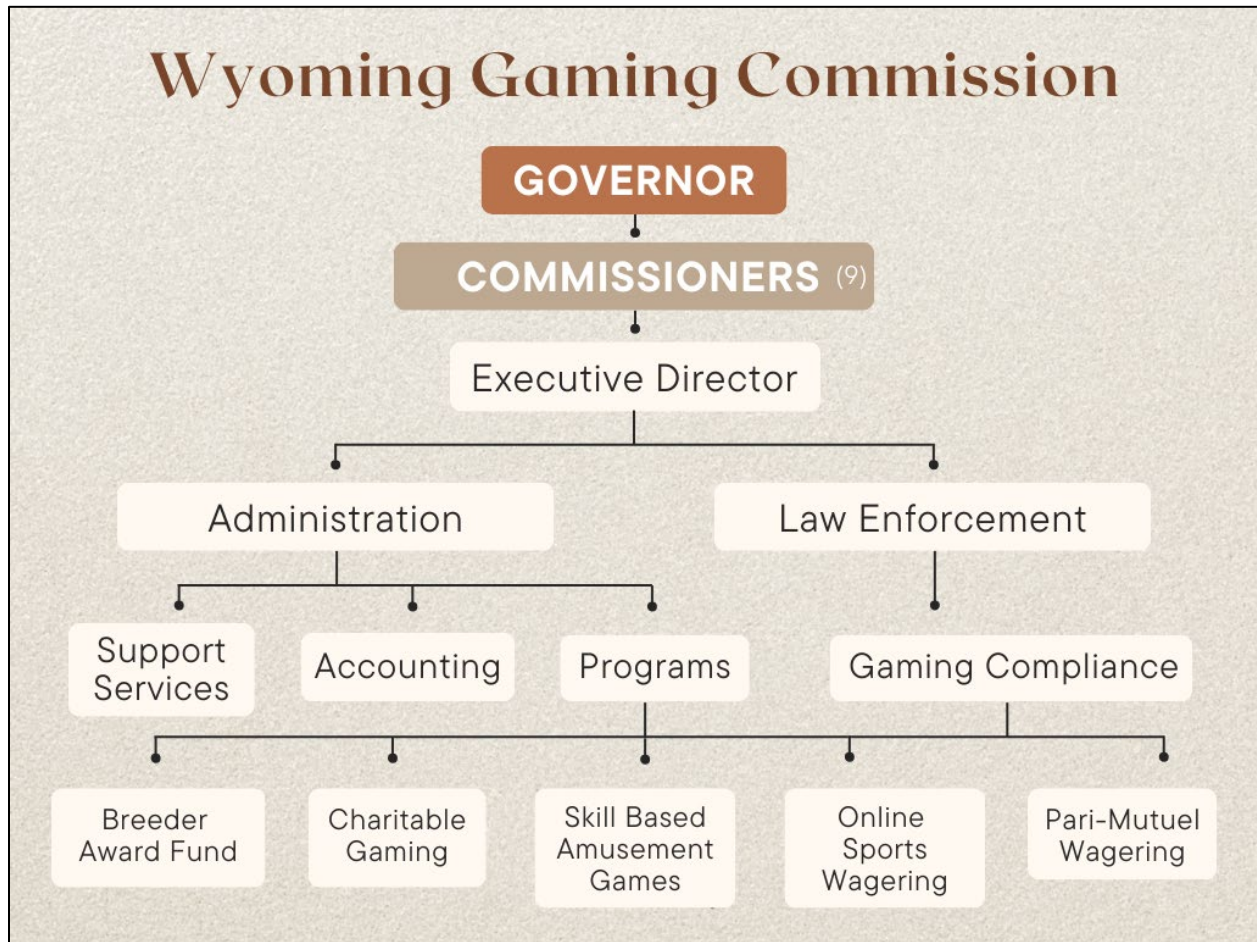 Wyoming Gaming Commission
GOVERNOR
COMMISSIONERS (9)
Executive Director
Administration
Law Enforcement
Support
Services
Accounting
Programs
Gaming Compliance
Breeder
Award Fund
Charitable
Gaming
Skill Based
Amusement
Games
Online
Sports
Wagering
Pari-Mutuel
Wagering